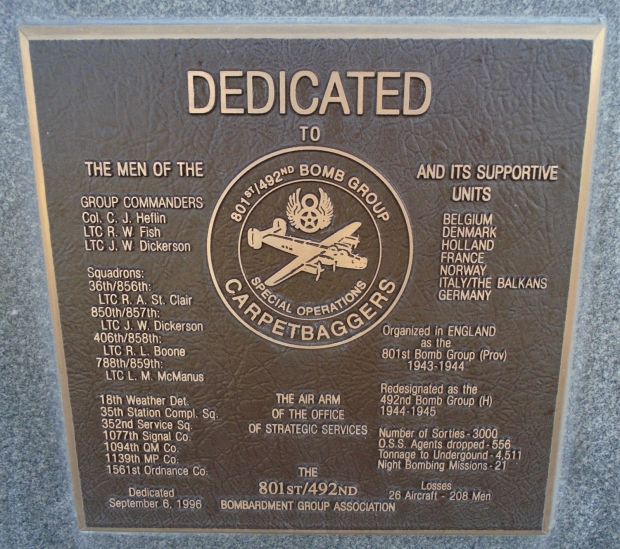 DEDICATED
TO
THE MEN OF THE
GROUP COMMANDERS
Col. C. J. Heflin
LTC R. W. Fish
LTC J. W. Dickerson
Squadrons:
36th/856th:
LTC R. A. St. Clair
850th/857th:
LTC J. W. Dickerson
406th/858th:
LTC R. L. Boone
788th/859th:
LTC L. M. McManus
18th Weather Det.
35th Station Compl. Sq.
352nd Service Sq.
1077th Signal Co.
1094th QM Co.
1139th MP Co.
1561st Ordnance Co.
Dedicated
September 6, 1996
801ST/492ND BOMB GROUP
8
SPECIAL OPERATIONS
CARPETBAGGERS
THE AIR ARM
OF THE OFFICE
OF STRATEGIC SERVICES
THE
801ST/492ND
BOMBARDMENT GROUP ASSOCIATION
AND ITS SUPPORTIVE
UNITS
BELGIUM
DENMARK
HOLLAND
FRANCE
NORWAY
ITALY/THE BALKANS
GERMANY
Organized in ENGLAND
as the
801st Bomb Group (Prov)
1943-1944
Redesignated as the
492nd Bomb Group (H)
1944-1945
Number of Sorties - 3000
O.S.S. Agents dropped - 556
Tonnage to Undergound - 4,511
Night Bombing Missions - 21
Losses
26 Aircraft - 208 Men